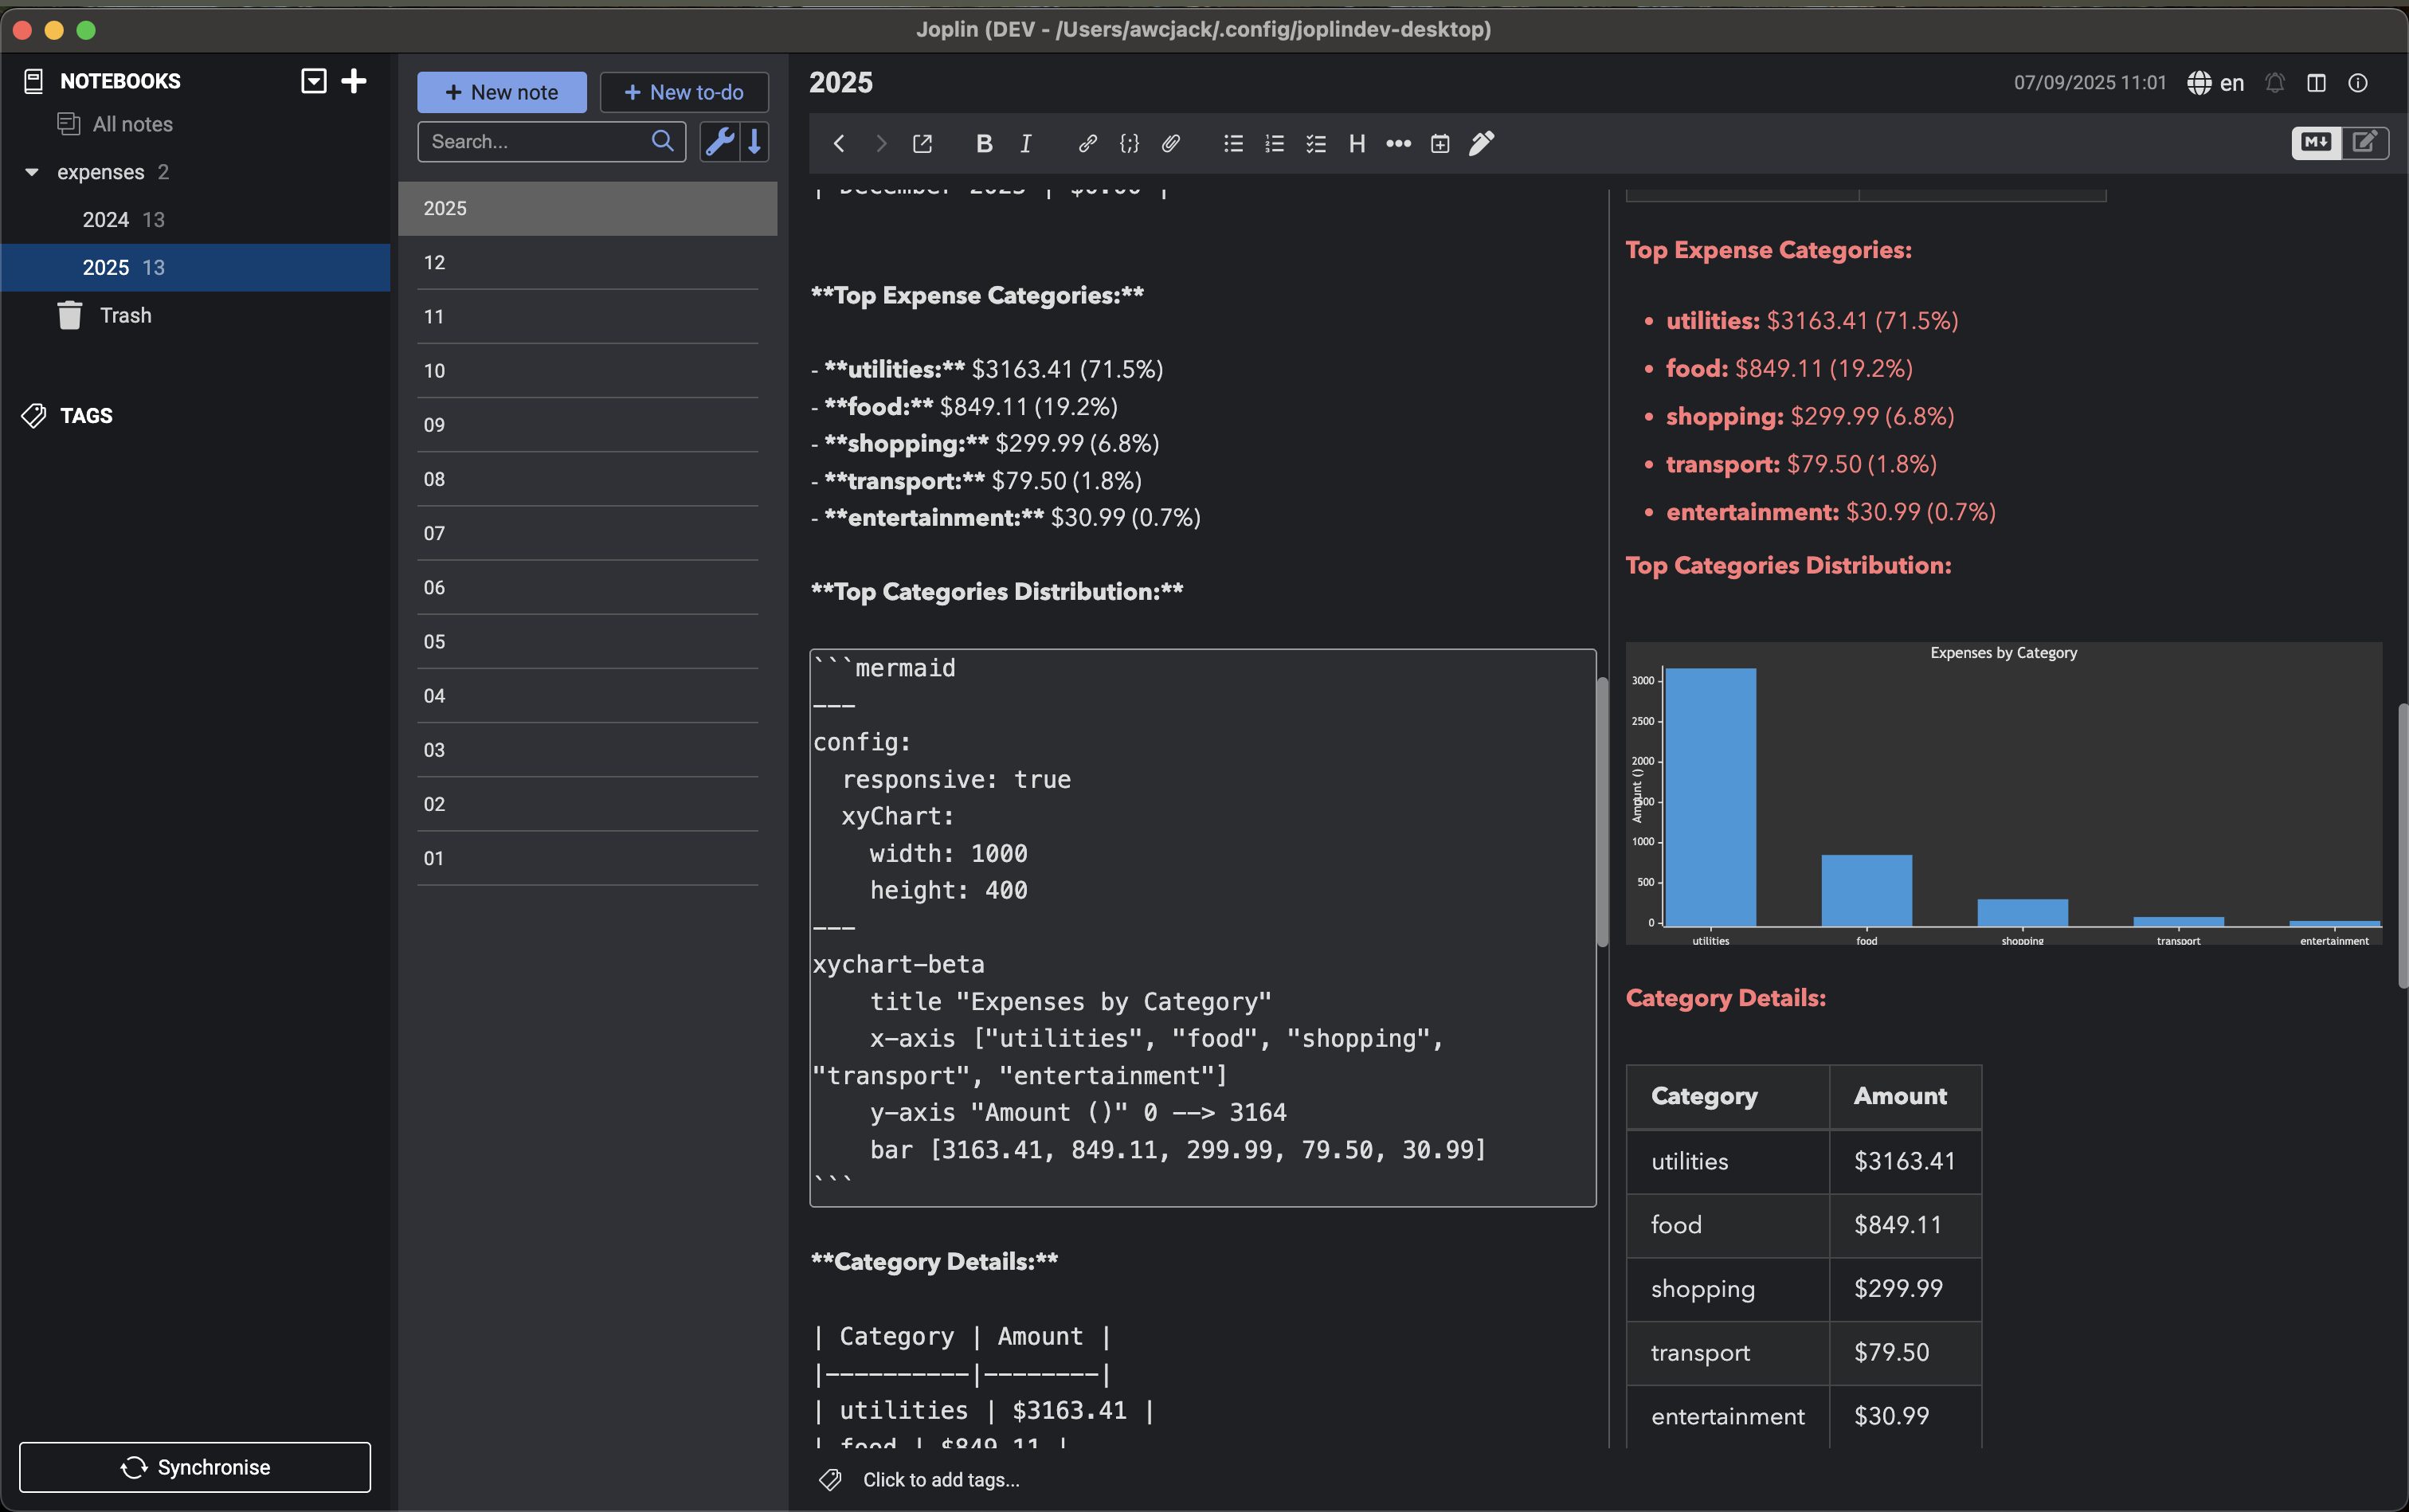 Joplin (DEV - /Users/awcjack/.config/joplindev-desktop)
NOTEBOOKS
All notes
expenses 2
2024 13
2025 13
Trash
TAGS
Synchronise
+ New note
+ New to-do
Search...
2025
12
11
10
09
08
07
06
05
04
03
02
01
2025
07/09/2025 11:01
en
B I {;} H
M↓
| December 2025 | $0.00 |
**Top Expense Categories:**
- **utilities:** $3163.41 (71.5%)
- **food:** $849.11 (19.2%)
- **shopping:** $299.99 (6.8%)
- **transport:** $79.50 (1.8%)
- **entertainment:** $30.99 (0.7%)
**Top Categories Distribution:**
```mermaid
---
config:
  responsive: true
  xyChart:
    width: 1000
    height: 400
---
xychart-beta
    title "Expenses by Category"
    x-axis ["utilities", "food", "shopping",
"transport", "entertainment"]
    y-axis "Amount ()" 0 --> 3164
    bar [3163.41, 849.11, 299.99, 79.50, 30.99]
```
**Category Details:**
| Category | Amount |
|----------|--------|
| utilities | $3163.41 |
| food | $849.11 |
Click to add tags...
Top Expense Categories:
• utilities: $3163.41 (71.5%)
• food: $849.11 (19.2%)
• shopping: $299.99 (6.8%)
• transport: $79.50 (1.8%)
• entertainment: $30.99 (0.7%)
Top Categories Distribution:
Expenses by Category
Amount ()
3000
2500
2000
1500
1000
500
0
utilities food shopping transport entertainment
Category Details:
Category Amount
utilities $3163.41
food $849.11
shopping $299.99
transport $79.50
entertainment $30.99